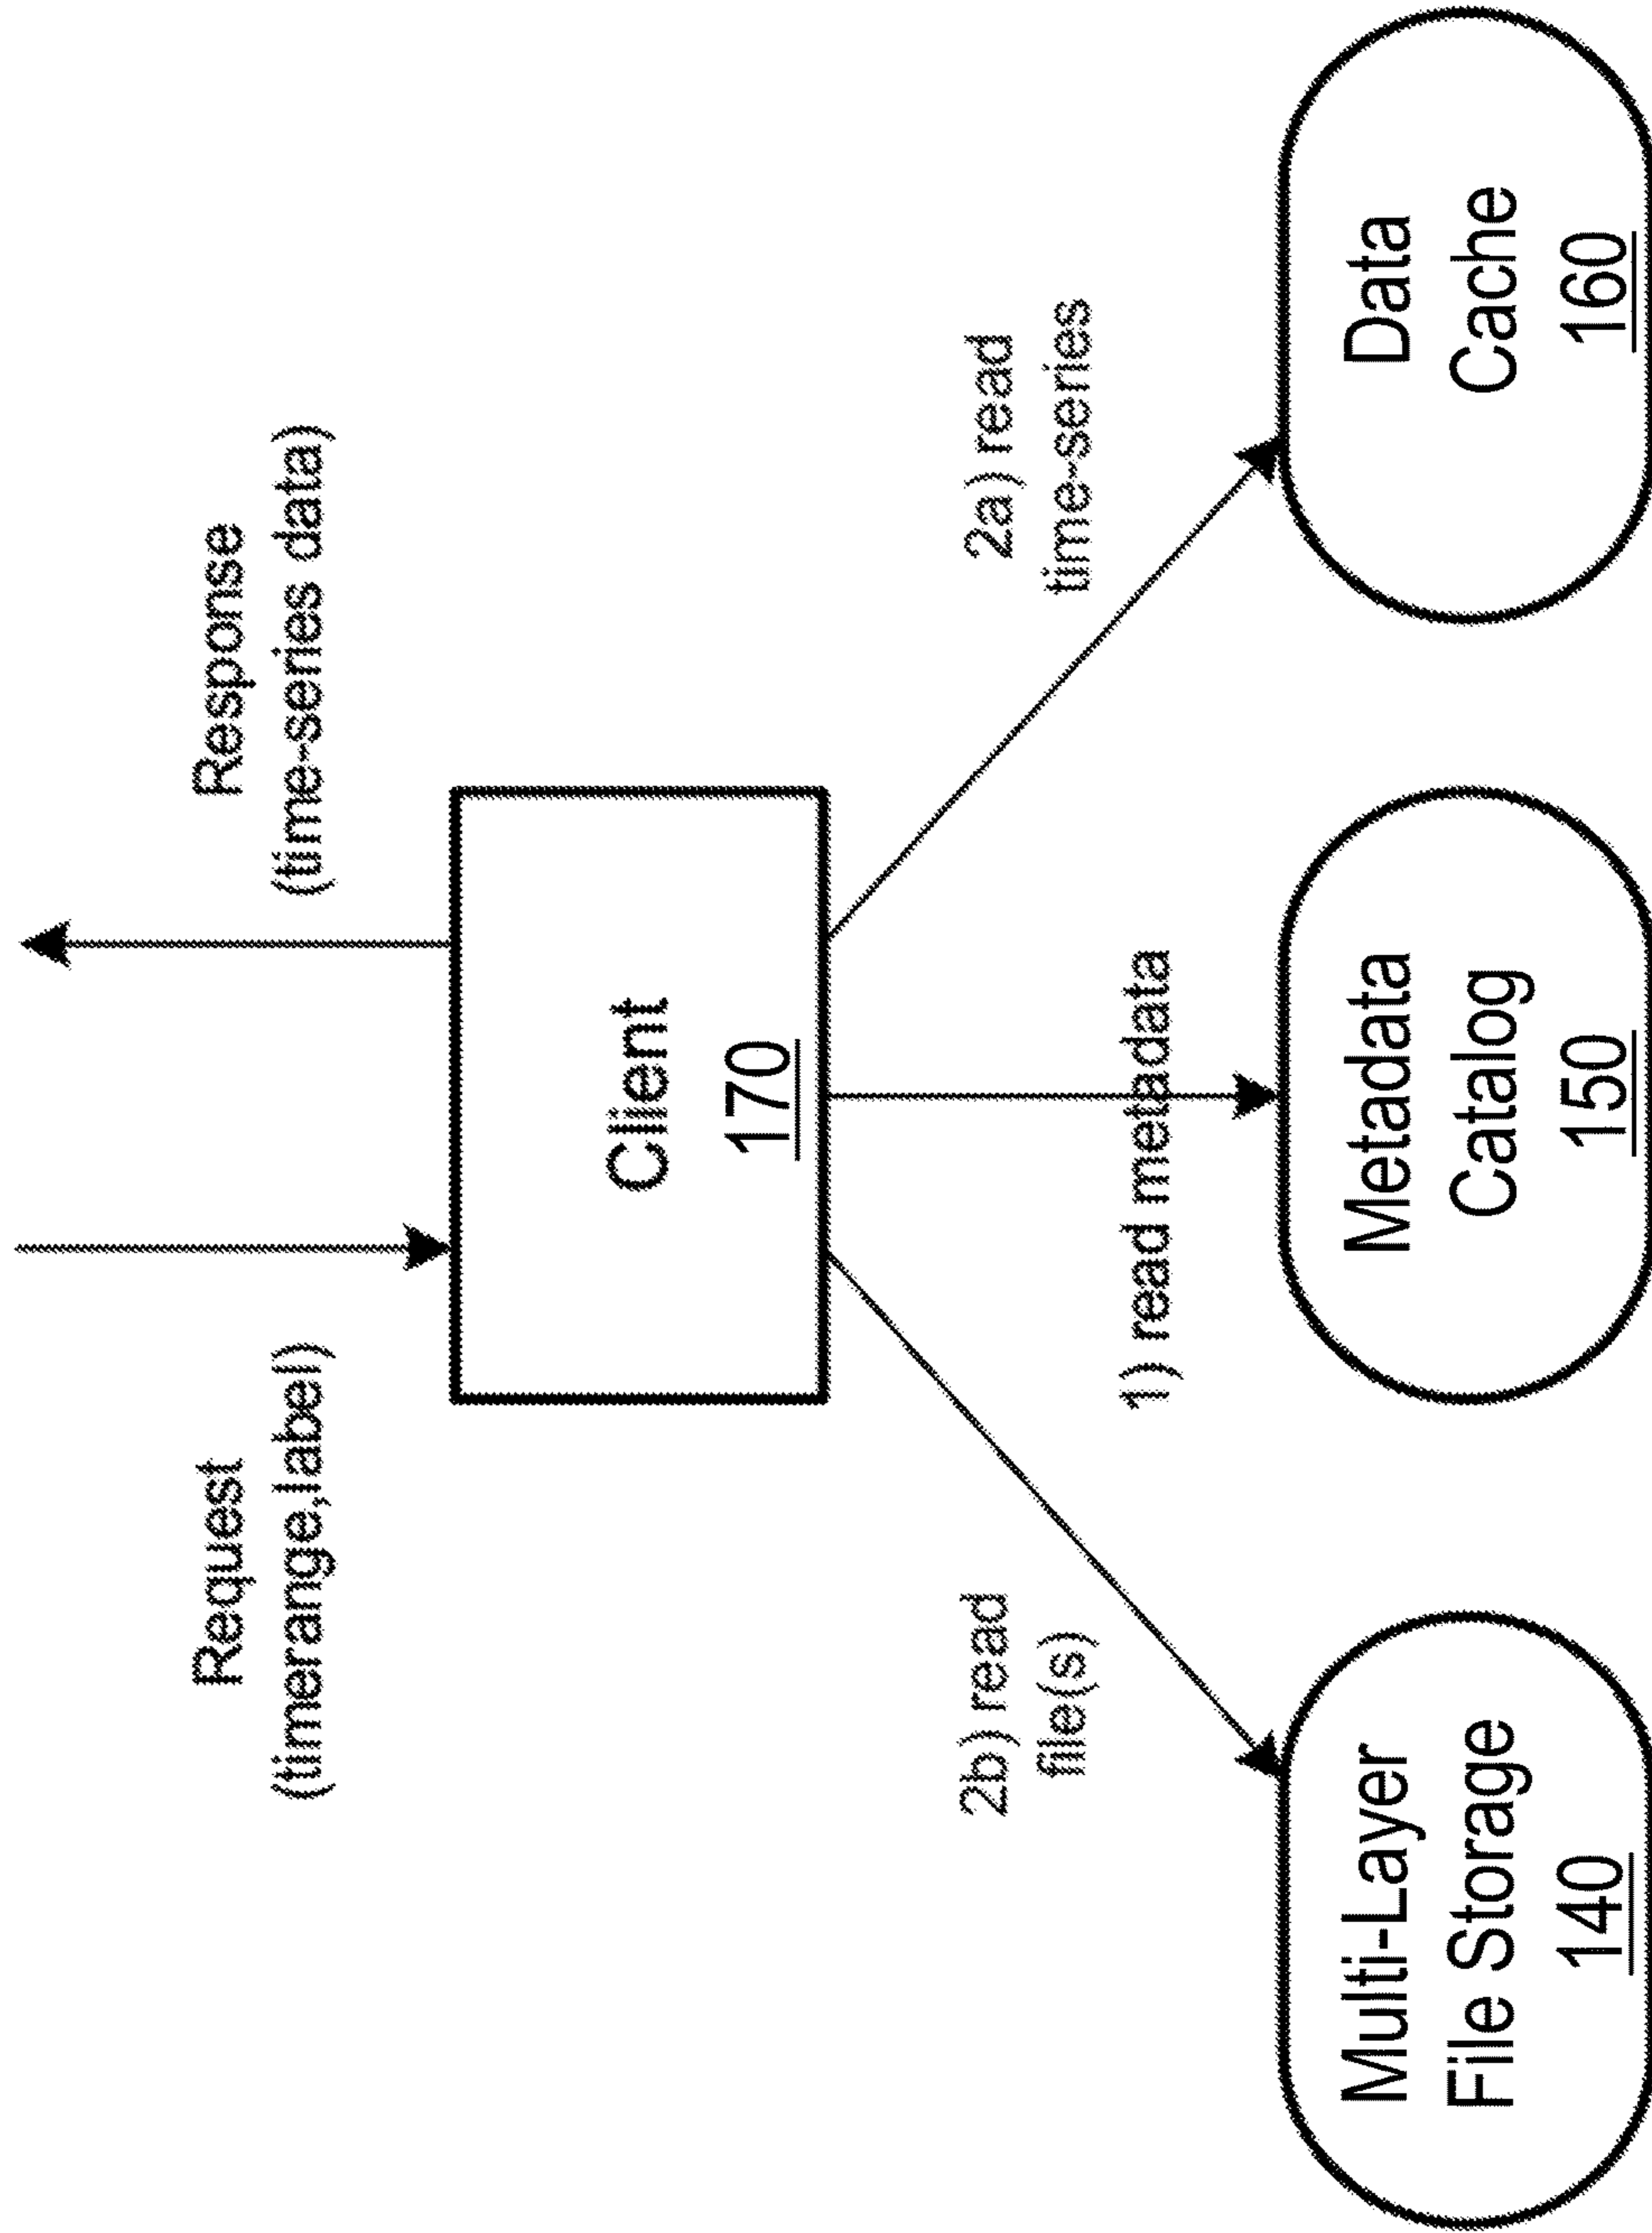 Request
(timerange,label)
Response
(time-series data)
Client
170
2b) read
file(s)
1) read metadata
2a) read
time-series
Multi-Layer
File Storage
140
Metadata
Catalog
150
Data
Cache
160